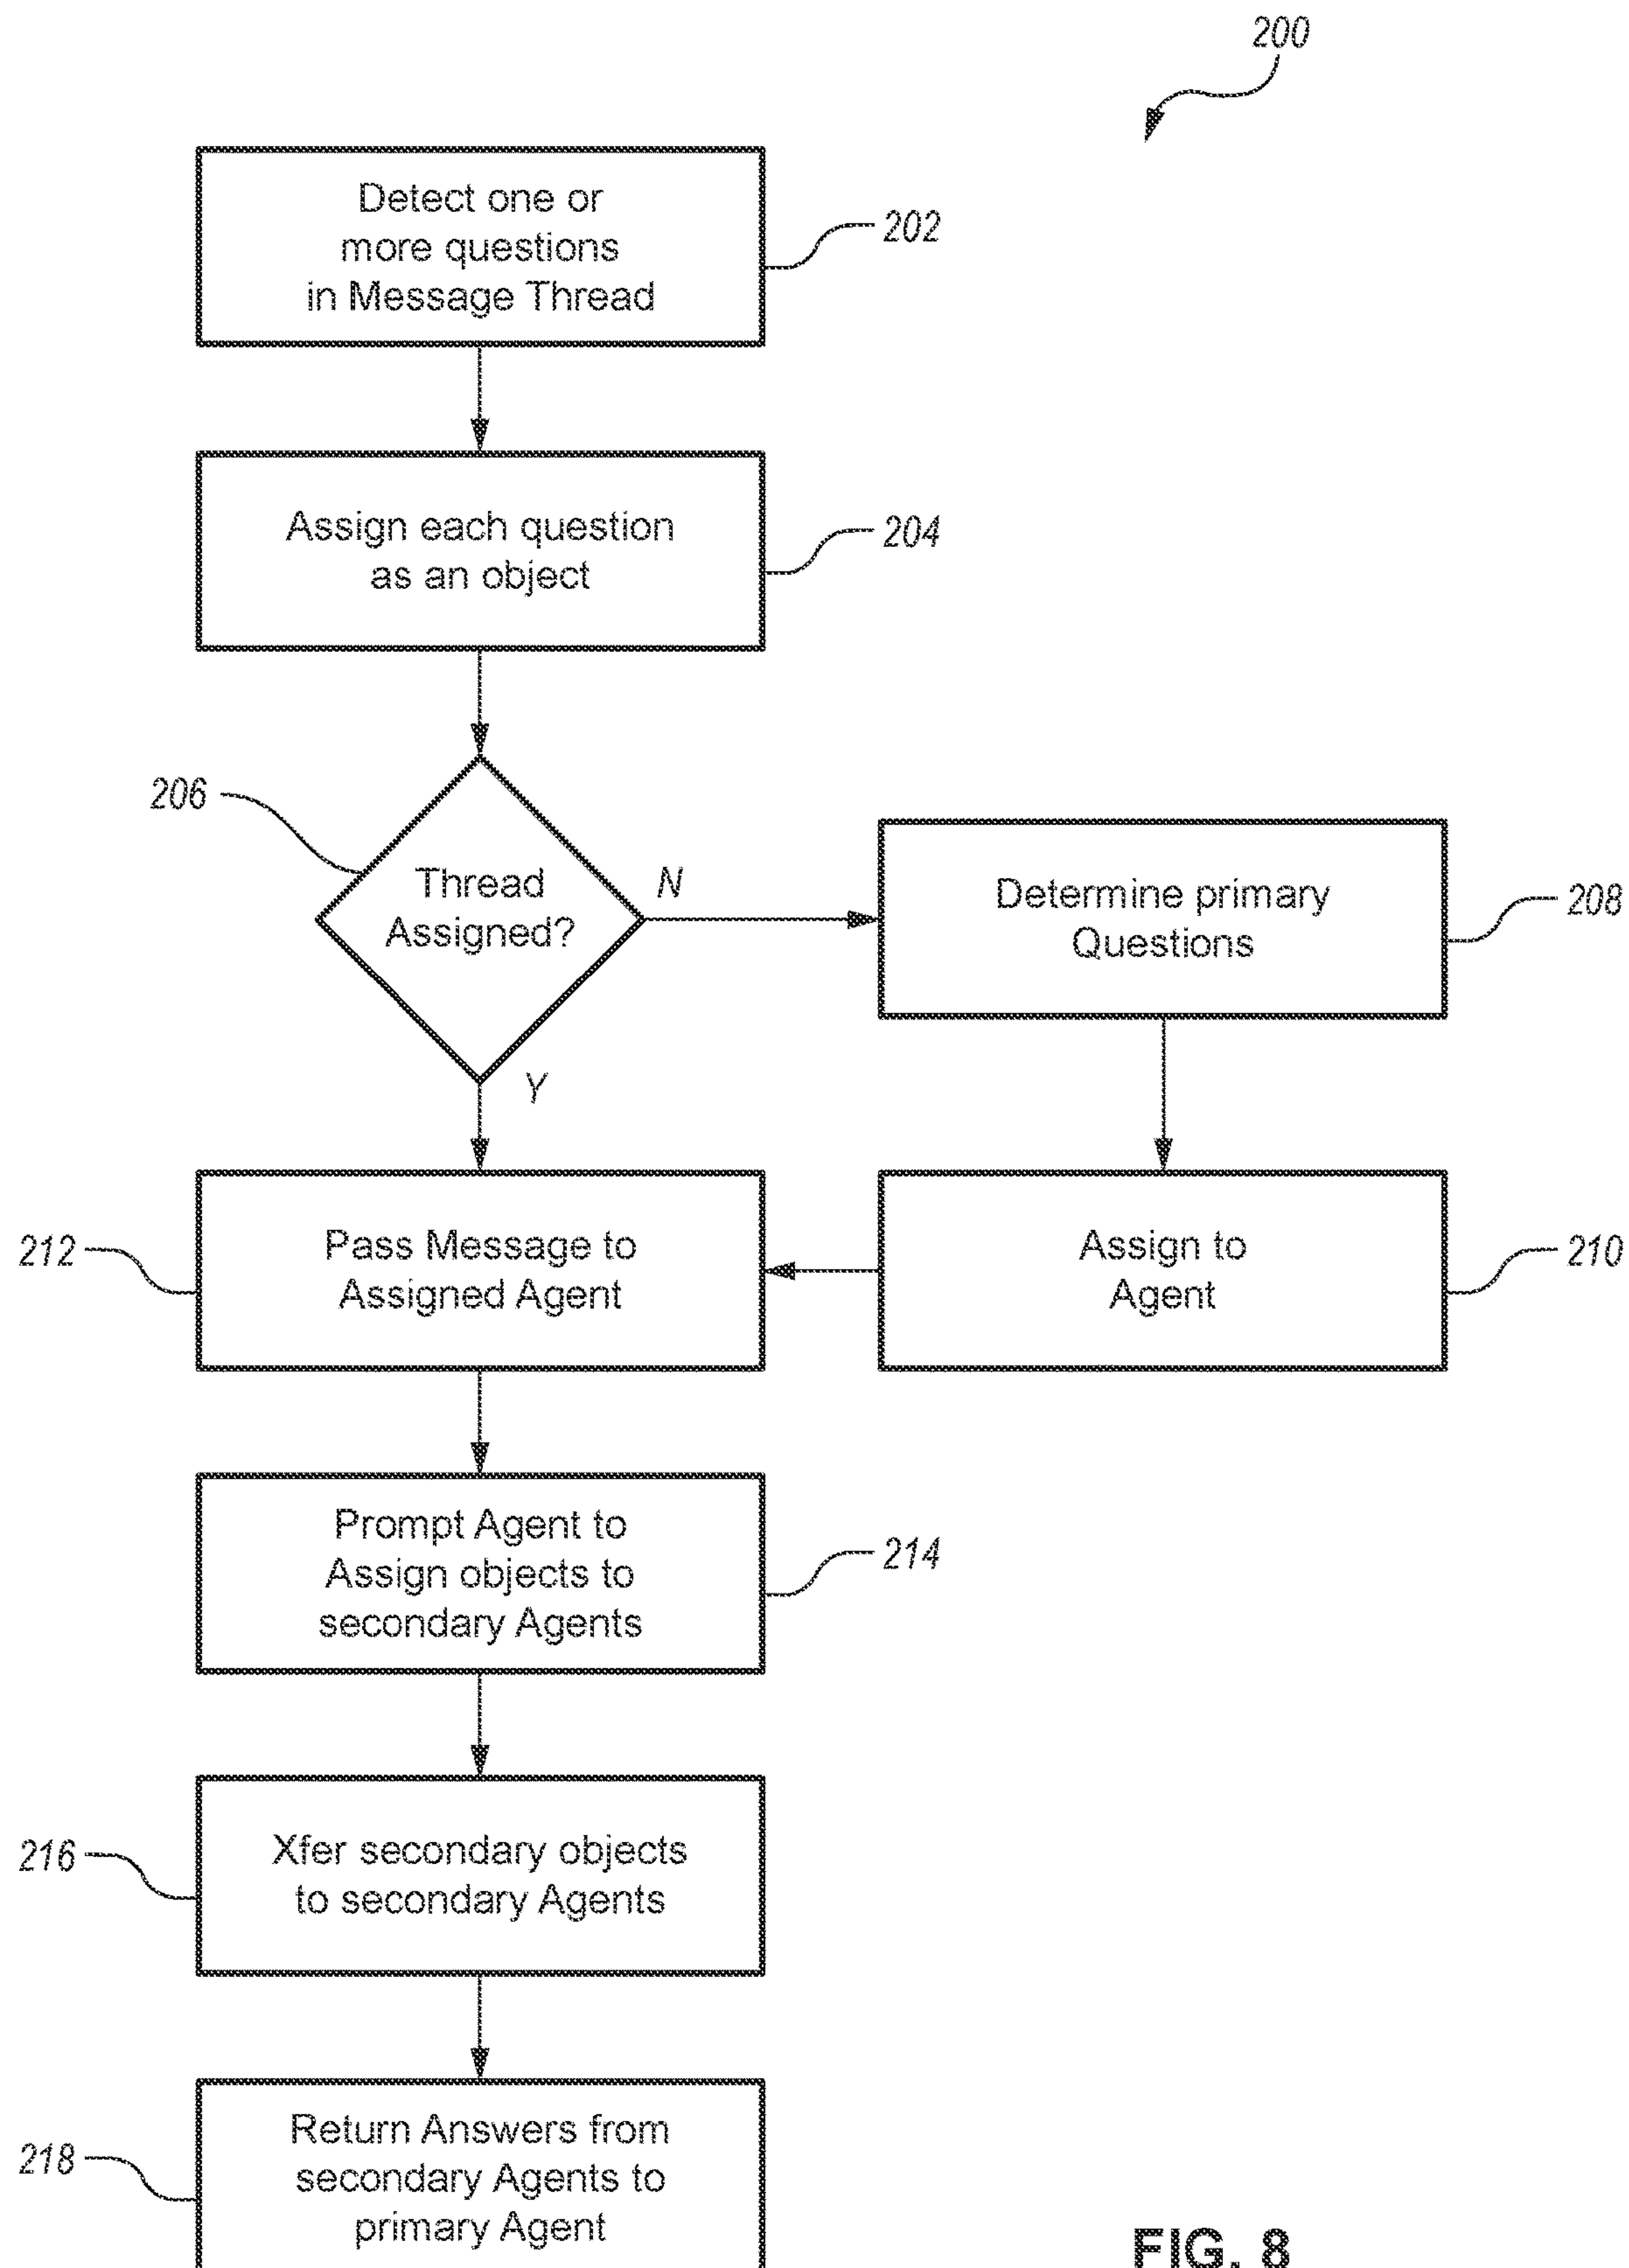 200
Detect one or
more questions
in Message Thread
202
Assign each question
as an object
204
206
Thread
Assigned?
N
Y
Determine primary
Questions
208
212
Pass Message to
Assigned Agent
Assign to
Agent
210
Prompt Agent to
Assign objects to
secondary Agents
214
216
Xfer secondary objects
to secondary Agents
218
Return Answers from
secondary Agents to
primary Agent
FIG. 8